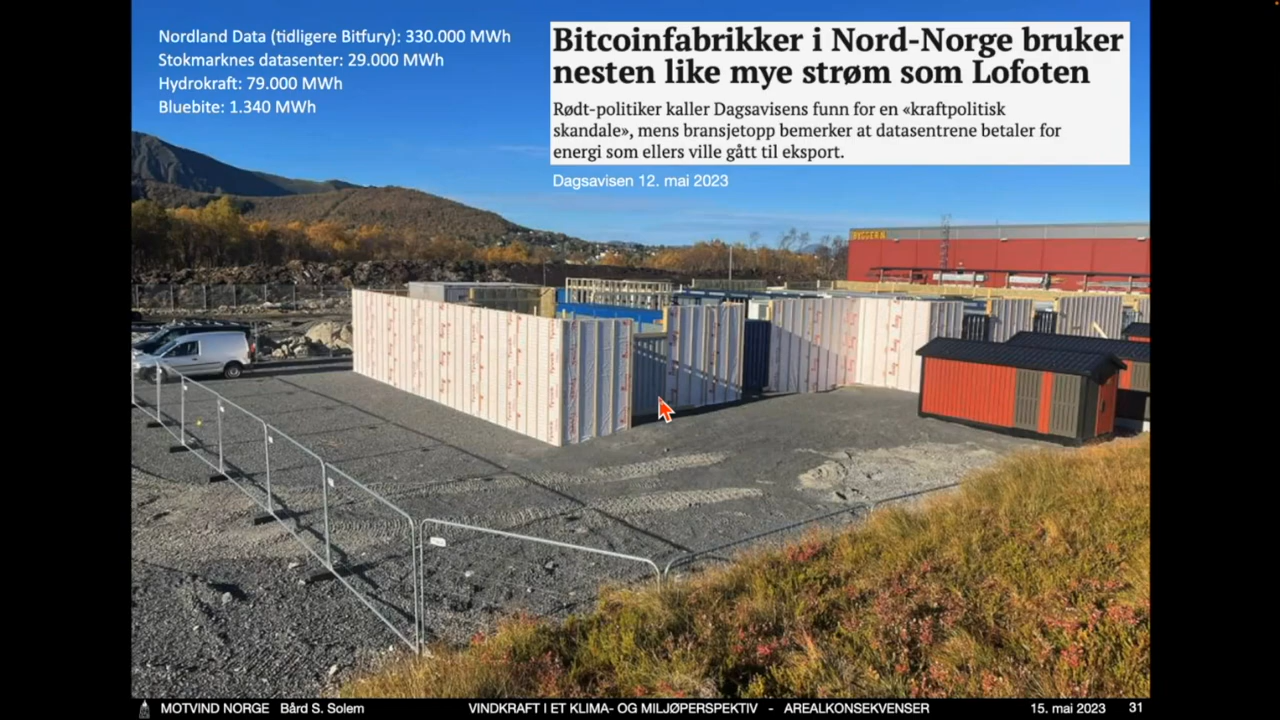 Nordland Data (tidligere Bitfury): 330.000 MWh
Stokmarknes datasenter: 29.000 MWh
Hydrokraft: 79.000 MWh
Bluebite: 1.340 MWh
Bitcoinfabrikker i Nord-Norge bruker
nesten like mye strøm som Lofoten
Rødt-politiker kaller Dagsavisens funn for en «kraftpolitisk
skandale», mens bransjetopp bemerker at datasentrene betaler for
energi som ellers ville gått til eksport.
Dagsavisen 12. mai 2023
MOTVIND NORGE Bård S. Solem
VINDKRAFT I ET KLIMA- OG MILJØPERSPEKTIV - AREALKONSEKVENSER
15. mai 2023 31